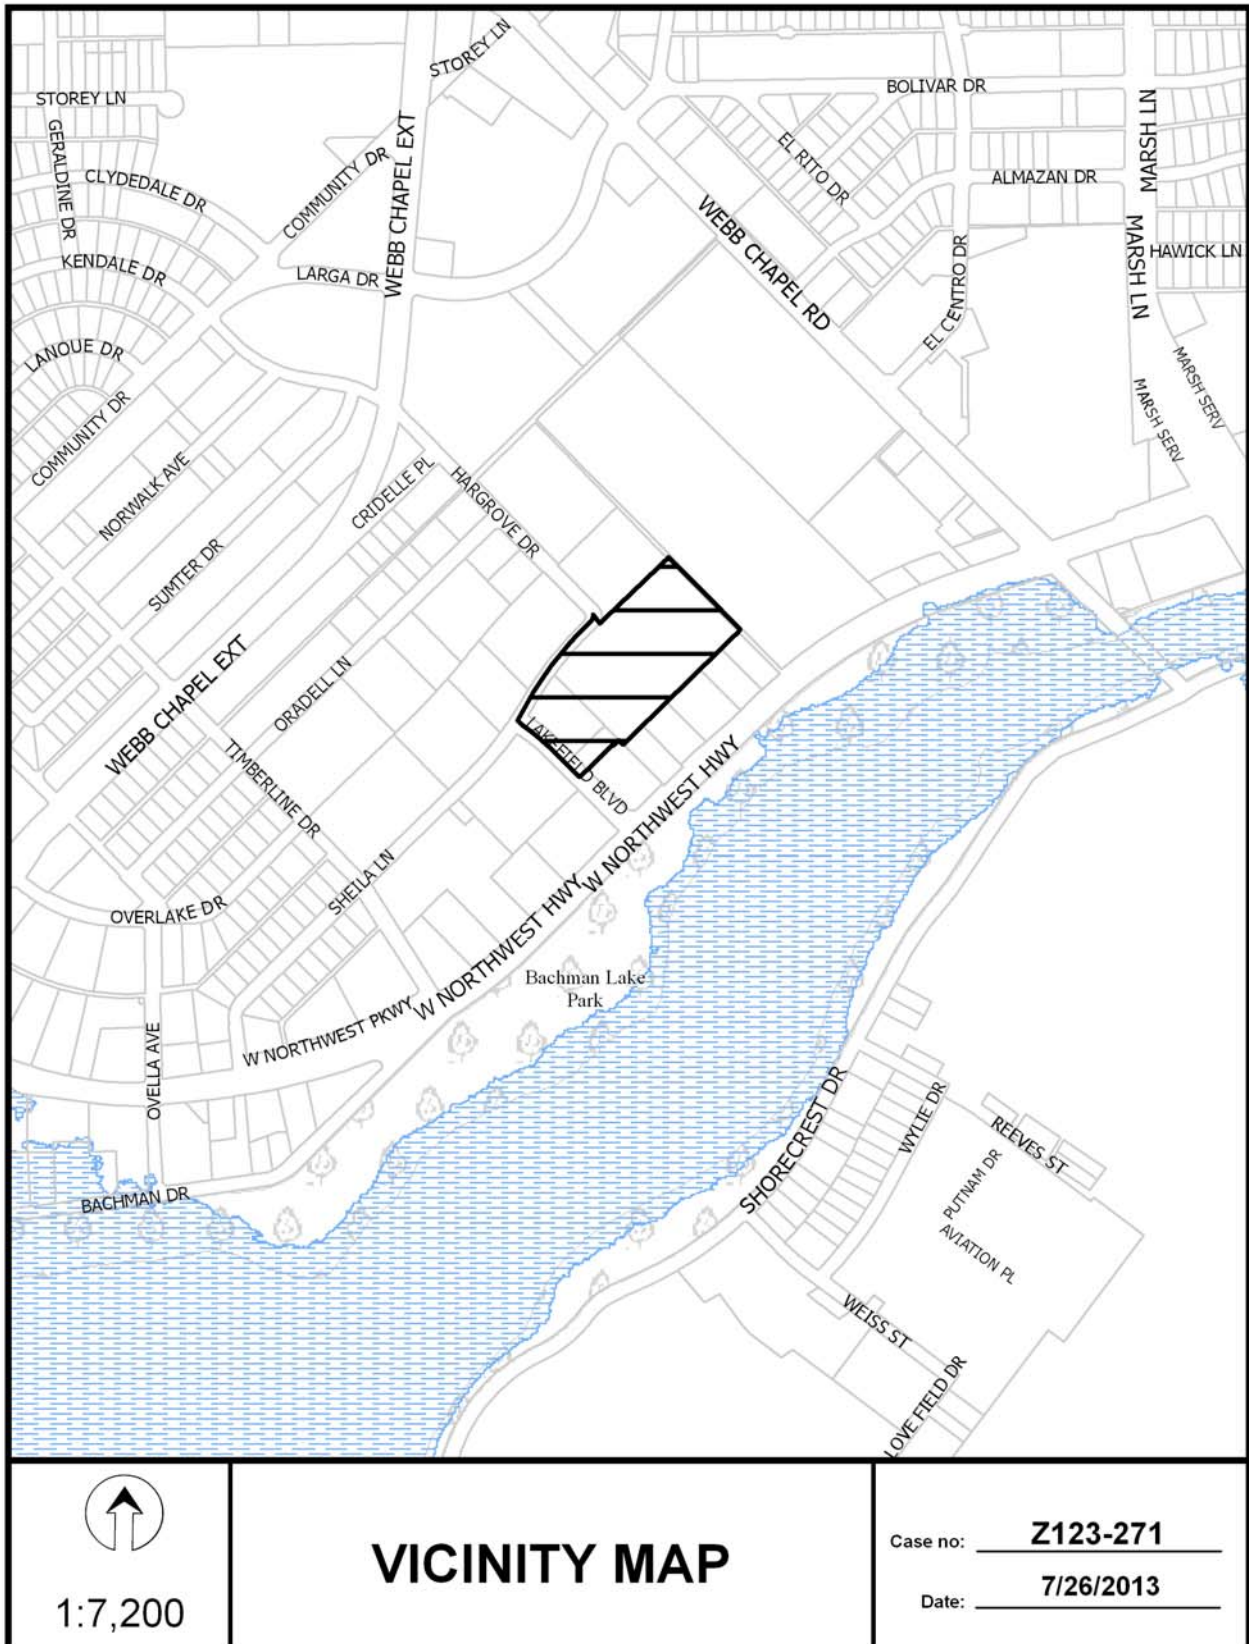 STOREY LN
BOLIVAR DR
STOREY LN
MARSH LN
GERALDINE DR
WEBB CHAPEL EXT
EL RITO DR
COMMUNITY DR
CLYDEDALE DR
ALMAZAN DR
WEBB CHAPEL RD
MARSH LN
HAWICK LN
KENDALE DR
LARGA DR
EL CENTRO DR
LANOUE DR
MARSH SERV
MARSH SERV
COMMUNITY DR
NORWALK AVE
CRIDELLE PL
HARGROVE DR
SUMTER DR
WEBB CHAPEL EXT
ORADELL LN
LAKEFIELD BLVD
TIMBERLINE DR
W NORTHWEST HWY
SHEILA LN
OVERLAKE DR
W NORTHWEST HWY
Bachman Lake
Park
W NORTHWEST PKWY
OVELLA AVE
SHORECREST DR
WYLIE DR
REEVES ST
PUTNAM DR
BACHMAN DR
AVIATION PL
WEISS ST
LOVE FIELD DR
1:7,200
VICINITY MAP
Case no: Z123-271
Date: 7/26/2013